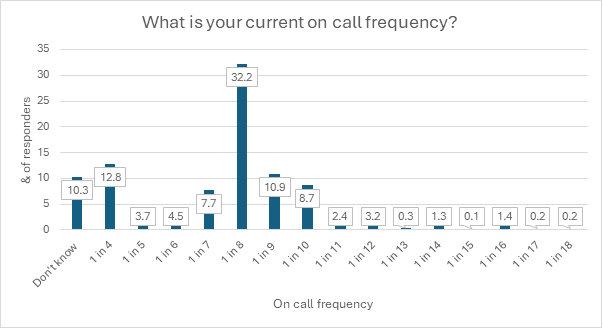 What is your current on call frequency?
& of responders
35
30
25
20
15
10
5
0
10.3
12.8
3.7
4.5
7.7
32.2
10.9
8.7
2.4
3.2
0.3
1.3
0.1
1.4
0.2
0.2
Don't know
1 in 4
1 in 5
1 in 6
1 in 7
1 in 8
1 in 9
1 in 10
1 in 11
1 in 12
1 in 13
1 in 14
1 in 15
1 in 16
1 in 17
1 in 18
On call frequency